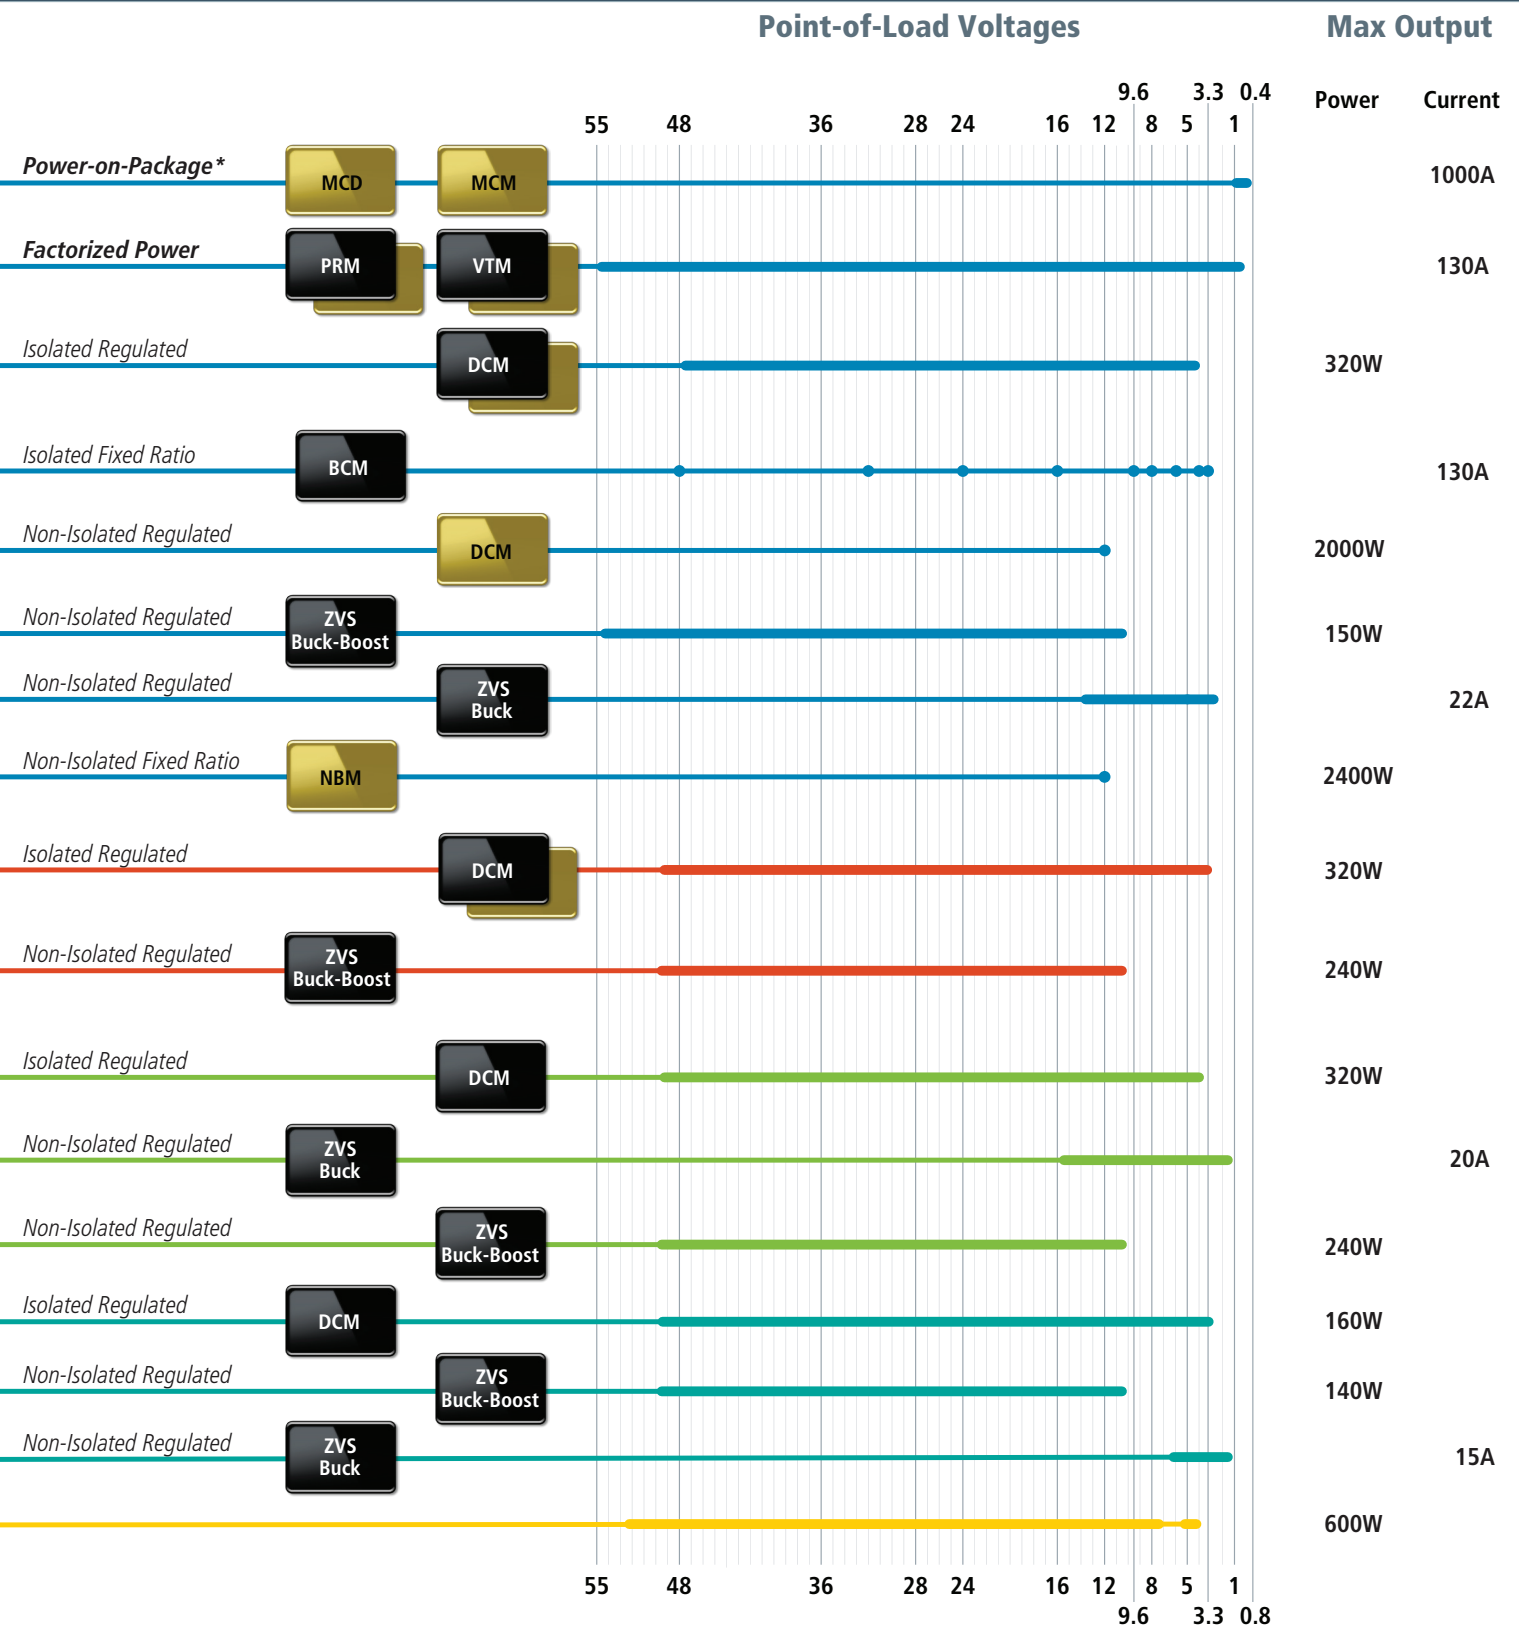 Point-of-Load Voltages Max Output
9.6 3.3 0.4 Power Current
55 48 36 28 24 16 12 8 5 1
Power-on-Package* MCD MCM 1000A
Factorized Power PRM VTM 130A
Isolated Regulated DCM 320W
Isolated Fixed Ratio BCM 130A
Non-Isolated Regulated DCM 2000W
Non-Isolated Regulated ZVS
Buck-Boost 150W
Non-Isolated Regulated ZVS
Buck 22A
Non-Isolated Fixed Ratio NBM 2400W
Isolated Regulated DCM 320W
Non-Isolated Regulated ZVS
Buck-Boost 240W
Isolated Regulated DCM 320W
Non-Isolated Regulated ZVS
Buck 20A
Non-Isolated Regulated ZVS
Buck-Boost 240W
Isolated Regulated DCM 160W
Non-Isolated Regulated ZVS
Buck-Boost 140W
Non-Isolated Regulated ZVS
Buck 15A
600W
55 48 36 28 24 16 12 8 5 1
9.6 3.3 0.8